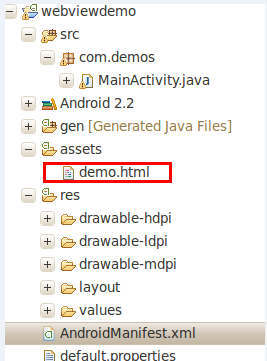 webviewdemo
src
com.demos
MainActivity.java
Android 2.2
gen [Generated Java Files]
assets
demo.html
res
drawable-hdpi
drawable-ldpi
drawable-mdpi
layout
values
AndroidManifest.xml
default.properties